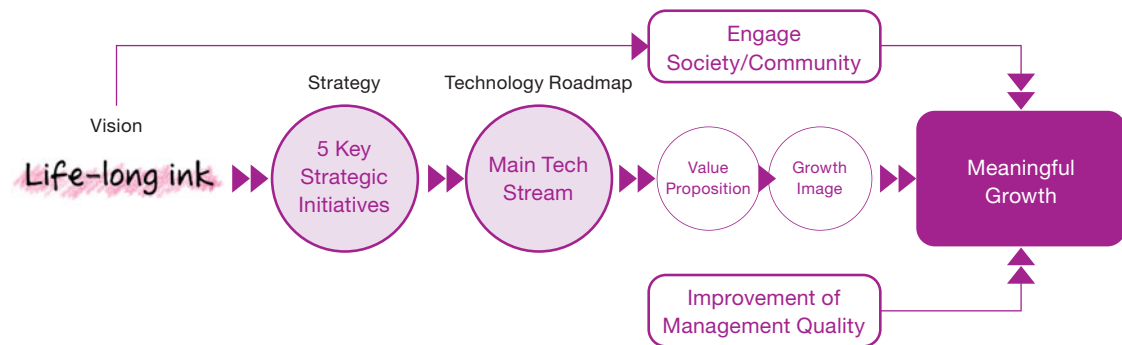 Engage
Society/Community
Strategy
Technology Roadmap
Vision
Life-long ink
5 Key
Strategic
Initiatives
Main Tech
Stream
Value
Proposition
Growth
Image
Meaningful
Growth
Improvement of
Management Quality